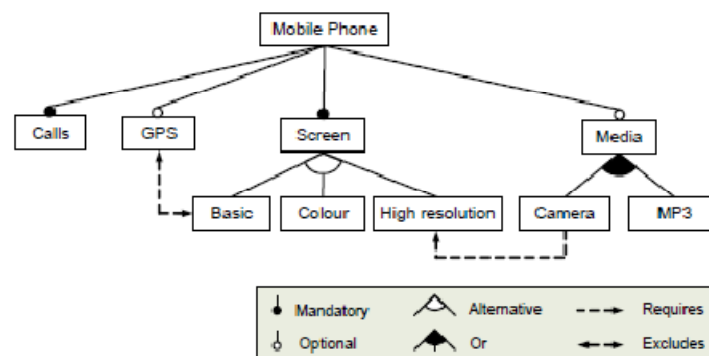 Mobile Phone
Calls GPS Screen Media
Basic Colour High resolution Camera MP3
Mandatory Alternative Requires
Optional Or Excludes